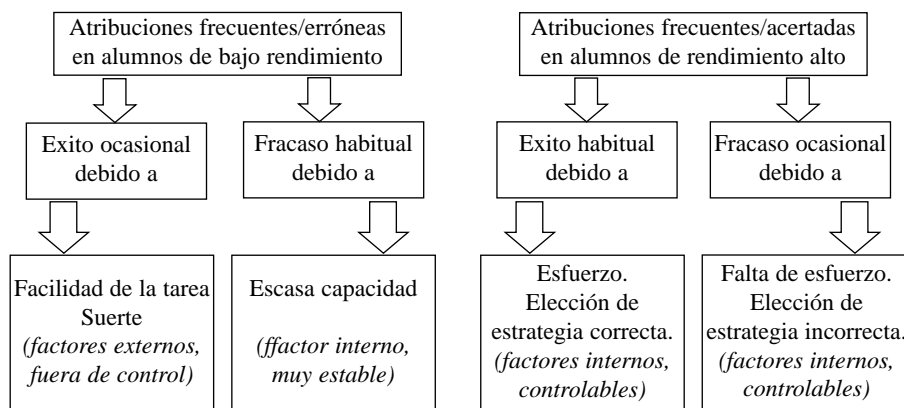 Atribuciones frecuentes/erróneas
en alumnos de bajo rendimiento
Exito ocasional
debido a
Fracaso habitual
debido a
Facilidad de la tarea
Suerte
(factores externos,
fuera de control)
Escasa capacidad
(ffactor interno,
muy estable)
Atribuciones frecuentes/acertadas
en alumnos de rendimiento alto
Exito habitual
debido a
Fracaso ocasional
debido a
Esfuerzo.
Elección de
estrategia correcta.
(factores internos,
controlables)
Falta de esfuerzo.
Elección de
estrategia incorrecta.
(factores internos,
controlables)